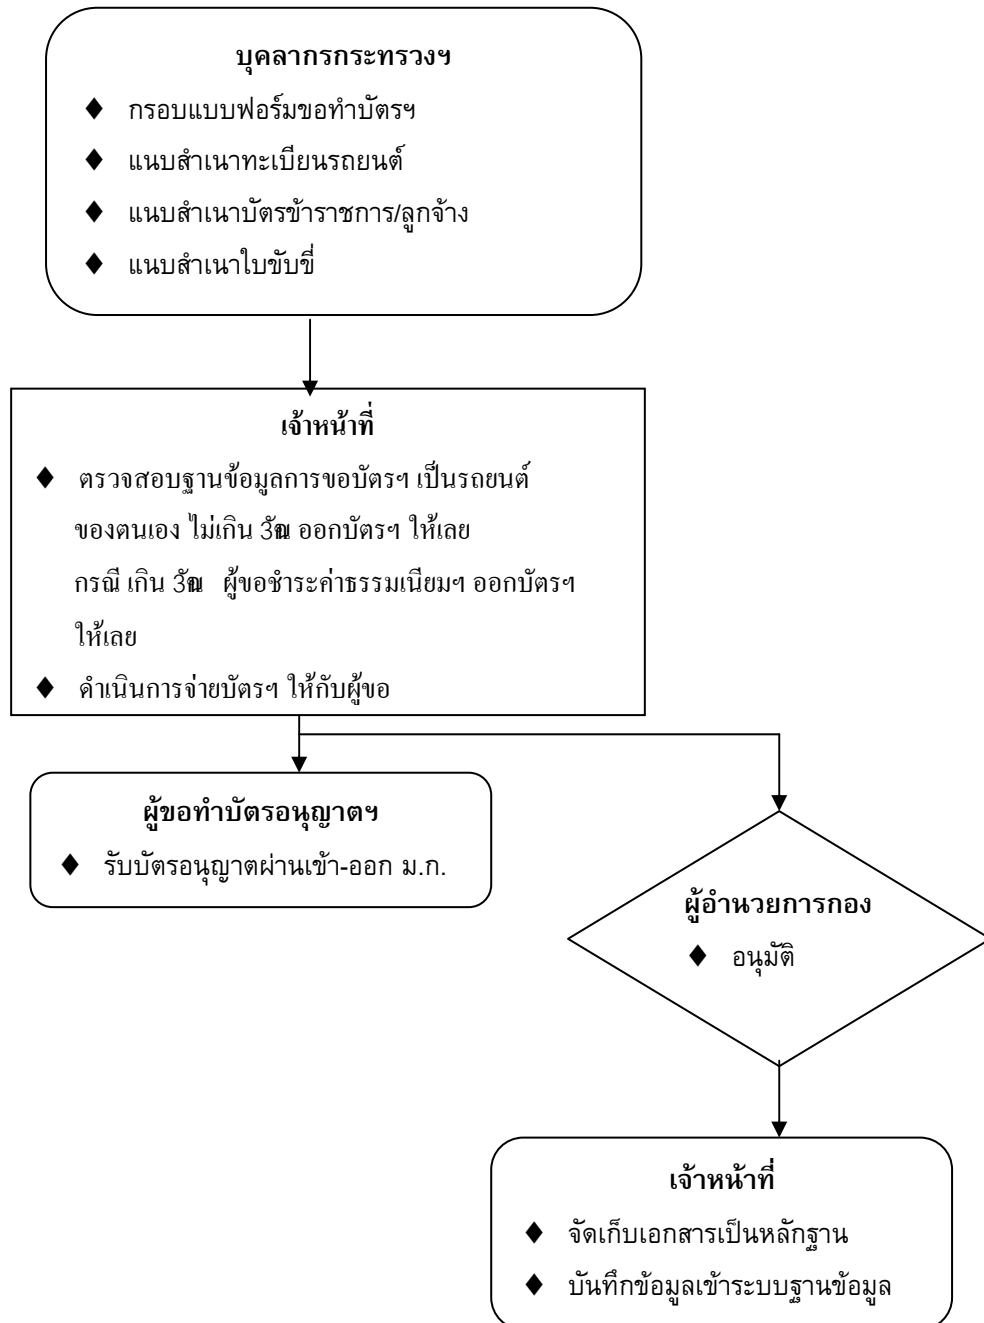 บุคลากรกระทรวงฯ
♦ กรอบแบบฟอร์มขอทำบัตรฯ
♦ แนบสำเนาทะเบียนรถยนต์
♦ แนบสำเนาบัตรข้าราชการ/ลูกจ้าง
♦ แนบสำเนาใบขับขี่
เจ้าหน้าที่
♦ ตรวจสอบฐานข้อมูลการขอบัตรฯ เป็นรถยนต์
ของตนเอง ไม่เกิน 3 ออกบัตรฯ ให้เลย
กรณี เกิน 3 ผู้ขอชำระค่าธรรมเนียมฯ ออกบัตรฯ
ให้เลย
♦ ดำเนินการจ่ายบัตรฯ ให้กับผู้ขอ
ผู้ขอทำบัตรอนุญาตฯ
♦ รับบัตรอนุญาตผ่านเข้า-ออก ม.ก.
ผู้อำนวยการกอง
♦ อนุมัติ
เจ้าหน้าที่
♦ จัดเก็บเอกสารเป็นหลักฐาน
♦ บันทึกข้อมูลเข้าระบบฐานข้อมูล